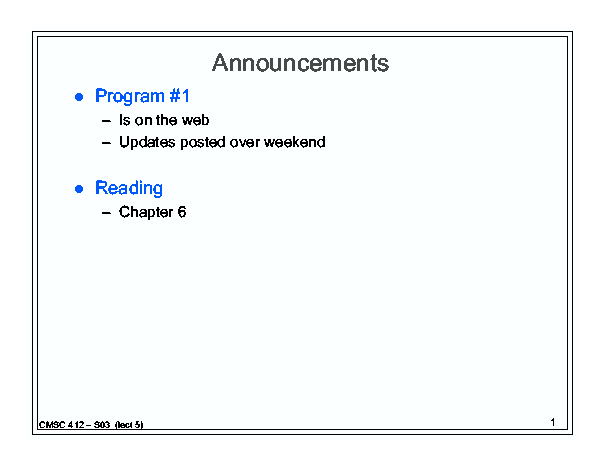 Announcements
● Program #1
– Is on the web
– Updates posted over weekend
● Reading
– Chapter 6
CMSC 412 – S03 (lect 5)
1